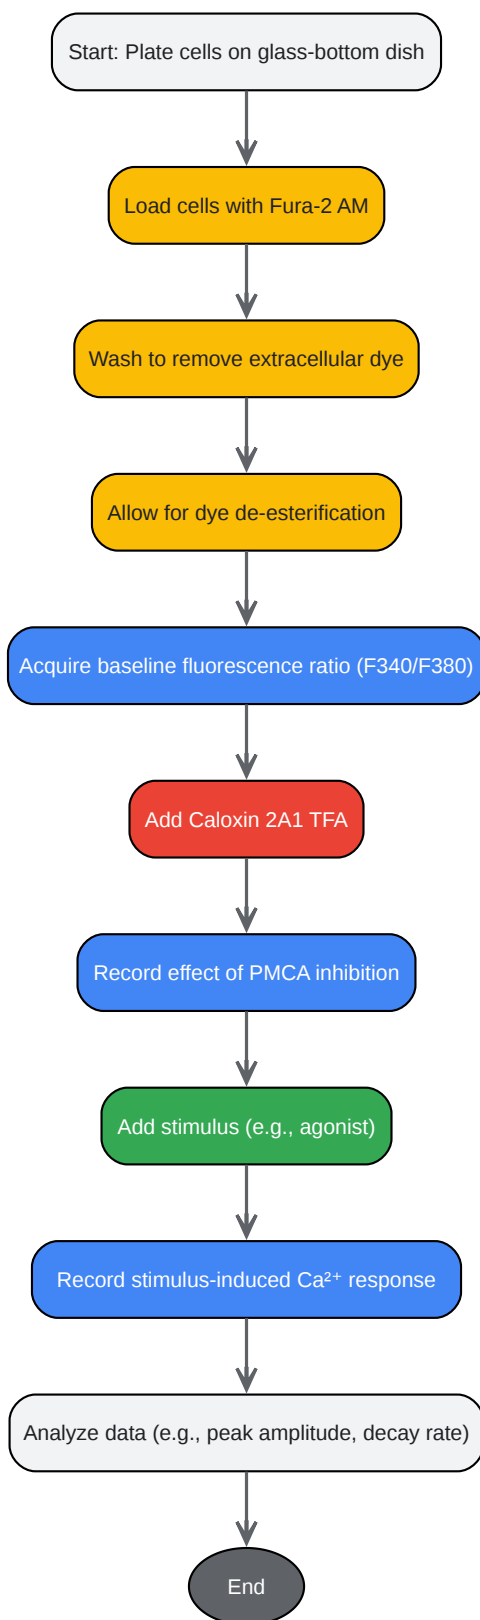 Start: Plate cells on glass-bottom dish
Load cells with Fura-2 AM
Wash to remove extracellular dye
Allow for dye de-esterification
Acquire baseline fluorescence ratio (F340/F380)
Add Caloxin 2A1 TFA
Record effect of PMCA inhibition
Add stimulus (e.g., agonist)
Record stimulus-induced Ca²⁺ response
Analyze data (e.g., peak amplitude, decay rate)
End